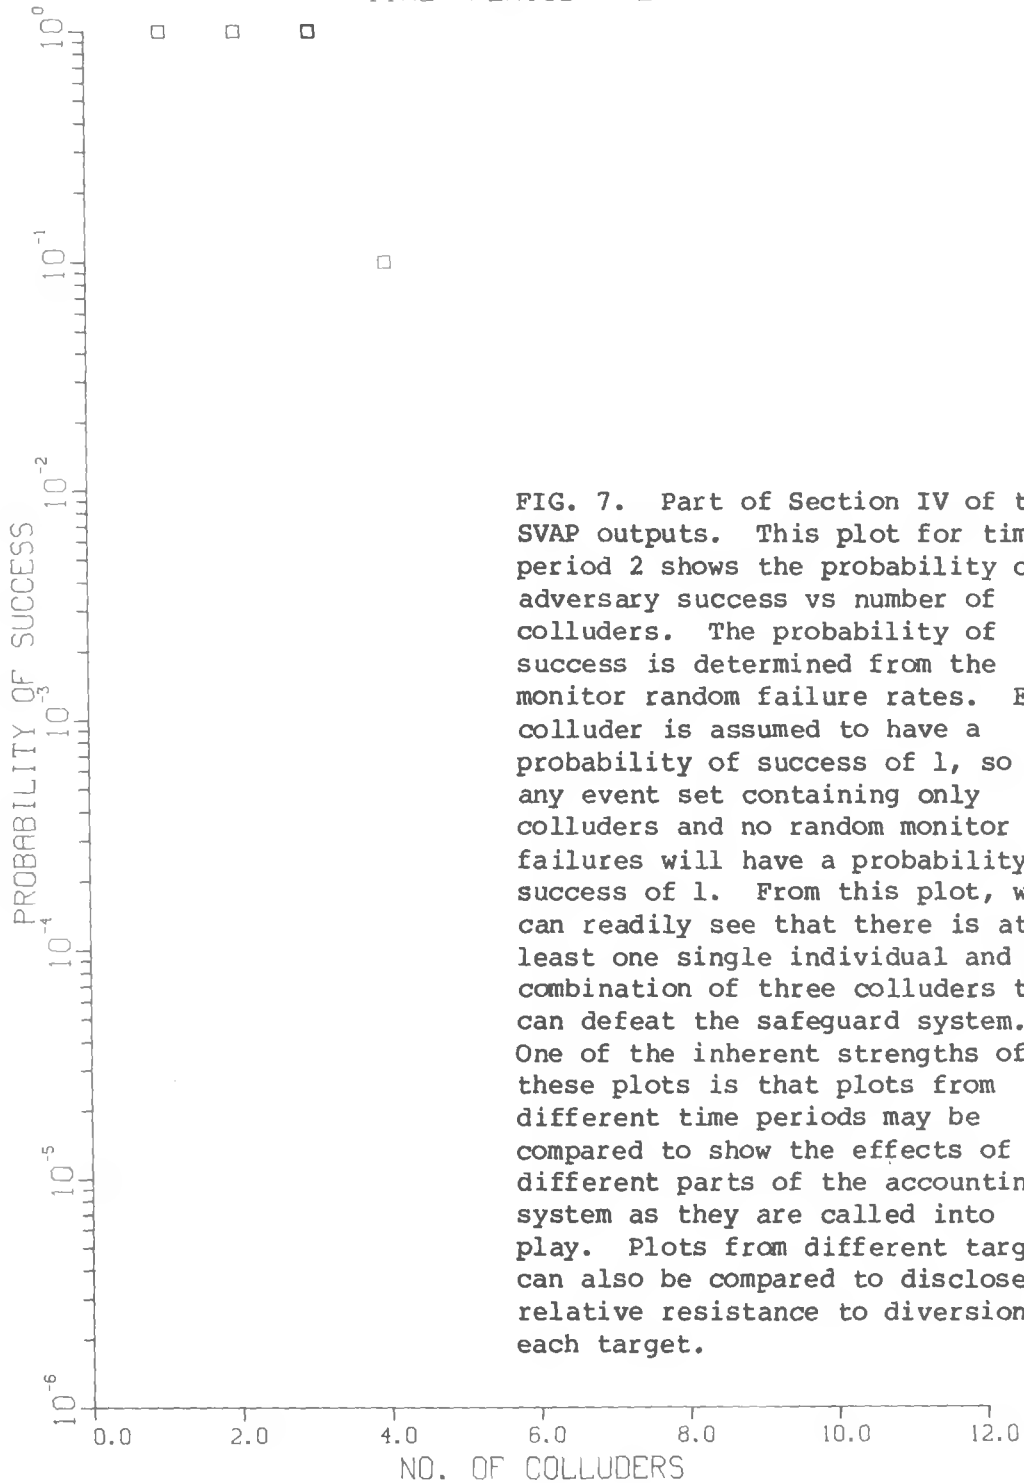 10^0
10^-1
10^-2
10^-3
10^-4
10^-5
10^-6
PROBABILITY OF SUCCESS
FIG. 7. Part of Section IV of
SVAP outputs. This plot for
period 2 shows the probability
adversary success vs number of
colluders. The probability of
success is determined from the
monitor random failure rates.
colluder is assumed to have a
probability of success of 1, so
any event set containing only
colluders and no random monitor
failures will have a probability
success of 1. From this plot,
can readily see that there is at
least one single individual and
combination of three colluders
can defeat the safeguard system.
One of the inherent strengths of
these plots is that plots from
different time periods may be
compared to show the effects of
different parts of the
system as they are called into
play. Plots from different
can also be compared to disclose
relative resistance to diversion
each target.
0.0 2.0 4.0 6.0 8.0 10.0 12.0
NO. OF COLLUDERS